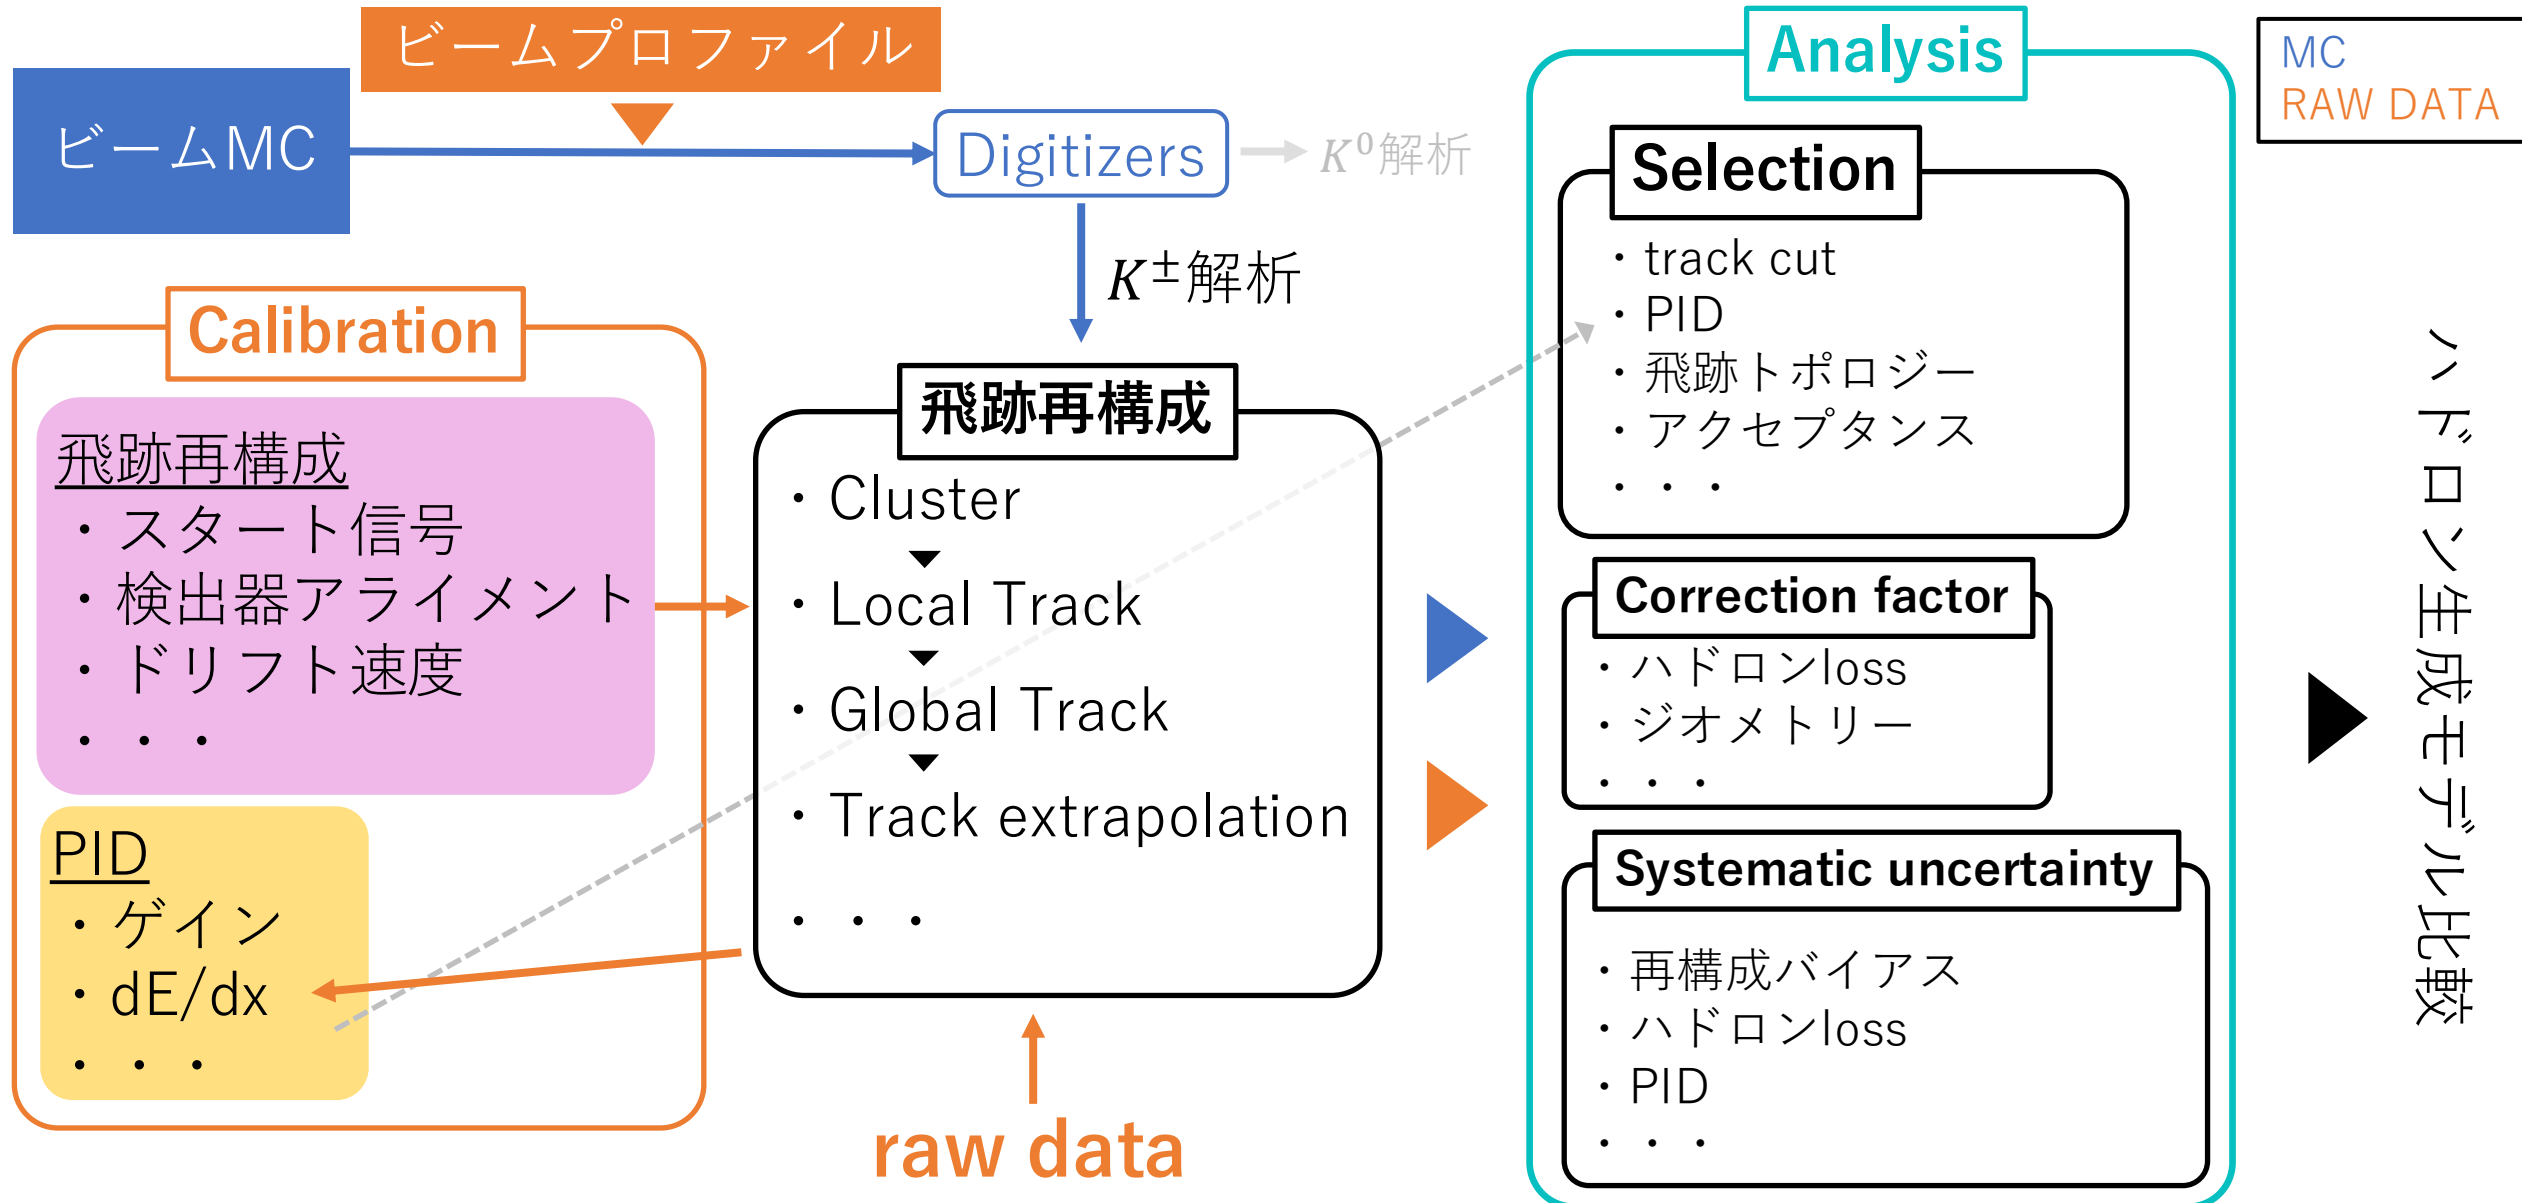 ビームプロファイル
ビームMC
Digitizers
K⁰解析
K±解析
Calibration
飛跡再構成
・スタート信号
・検出器アライメント
・ドリフト速度
・・・
PID
・ゲイン
・dE/dx
・・・
飛跡再構成
・Cluster
・Local Track
・Global Track
・Track extrapolation
・・・
raw data
Analysis
Selection
・track cut
・PID
・飛跡トポロジー
・アクセプタンス
・・・
Correction factor
・ハドロンloss
・ジオメトリー
・・・
Systematic uncertainty
・再構成バイアス
・ハドロンloss
・PID
・・・
MC
RAW DATA
ハドロン生成モデル比較